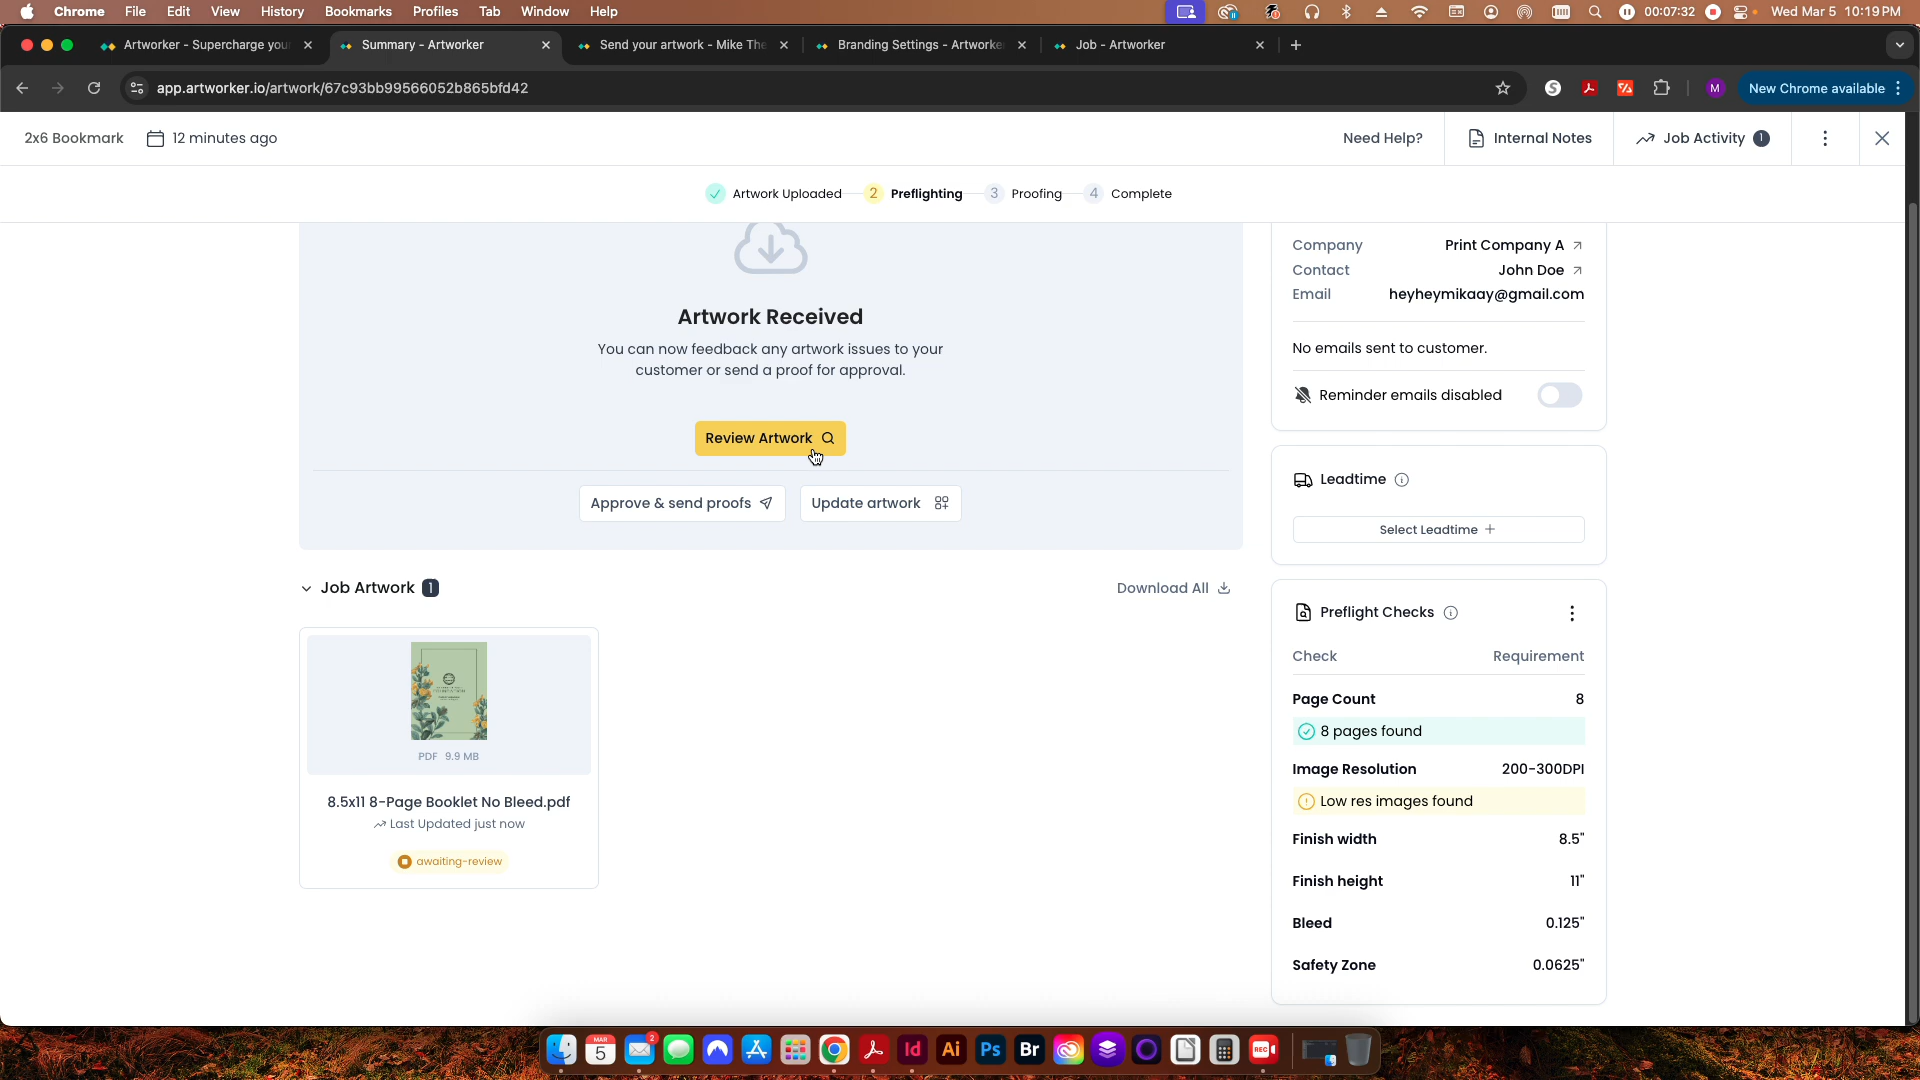 Chrome File Edit View History Bookmarks Profiles Tab Window Help 00:07:32 Wed Mar 5 10:19 PM
Artworker - Supercharge you Summary - Artworker Send your artwork - Mike The Branding Settings - Artworke Job - Artworker
app.artworker.io/artwork/67c93bb99566052b865bfd42 M New Chrome available
2x6 Bookmark 12 minutes ago Need Help? Internal Notes Job Activity 1
Artwork Uploaded 2 Preflighting 3 Proofing 4 Complete
Artwork Received
You can now feedback any artwork issues to your
customer or send a proof for approval.
Review Artwork
Approve & send proofs Update artwork
Job Artwork 1 Download All
PDF 9.9 MB
8.5x11 8-Page Booklet No Bleed.pdf
Last Updated just now
awaiting-review
Company Print Company A
Contact John Doe
Email heyheymikaay@gmail.com
No emails sent to customer.
Reminder emails disabled
Leadtime
Select Leadtime +
Preflight Checks
Check Requirement
Page Count 8
8 pages found
Image Resolution 200-300DPI
Low res images found
Finish width 8.5"
Finish height 11"
Bleed 0.125"
Safety Zone 0.0625"
MAR 5 2 Id Ai Ps Br REC